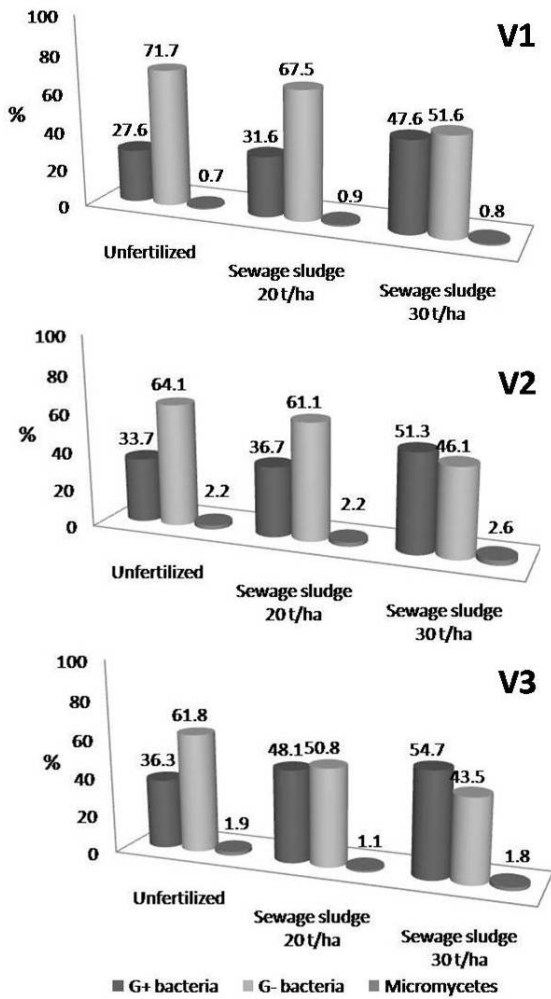 V1
100
80
60
40
20
0
%
27.6
71.7
0.7
31.6
67.5
0.9
47.6
51.6
0.8
Unfertilized
Sewage sludge
20 t/ha
Sewage sludge
30 t/ha
V2
100
80
60
40
20
0
%
33.7
64.1
2.2
36.7
61.1
2.2
51.3
46.1
2.6
Unfertilized
Sewage sludge
20 t/ha
Sewage sludge
30 t/ha
V3
100
80
60
40
20
0
%
36.3
61.8
1.9
48.1
50.8
1.1
54.7
43.5
1.8
Unfertilized
Sewage sludge
20 t/ha
Sewage sludge
30 t/ha
G+ bacteria G- bacteria Micromycetes